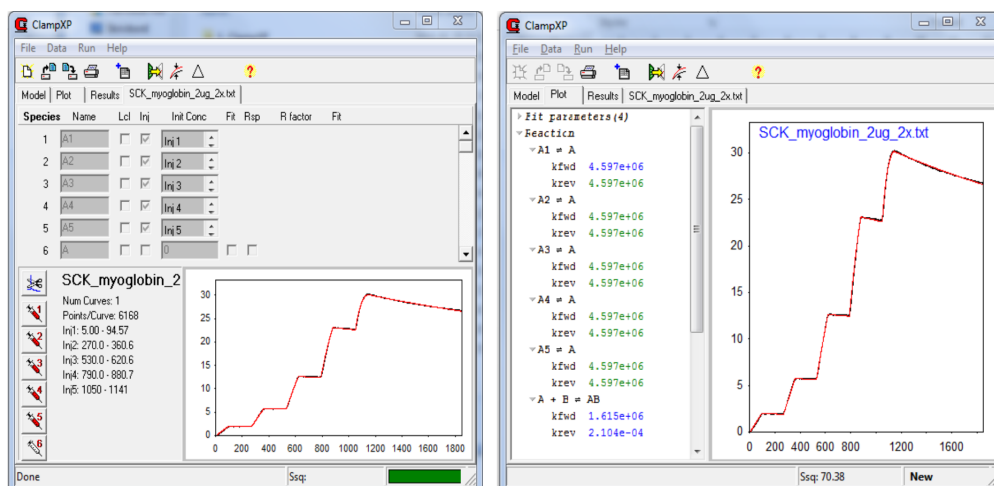 ClampXP
File Data Run Help
?
Model Plot Results SCK_myoglobin_2ug_2x.txt
Species Name Lcl Inj Init Conc Fit Rsp R factor Fit
1 A1 Inj 1
2 A2 Inj 2
3 A3 Inj 3
4 A4 Inj 4
5 A5 Inj 5
6 A 0
SCK_myoglobin_2
Num Curves: 1
Points/Curve: 6168
Inj1: 5.00 - 94.57
Inj2: 270.0 - 360.6
Inj3: 530.0 - 620.6
Inj4: 790.0 - 880.7
Inj5: 1050 - 1141
1
2
3
4
5
6
30
25
20
15
10
5
0
0 200 400 600 800 1000 1200 1400 1600 1800
Done Ssq:
ClampXP
File Data Run Help
?
Model Plot Results SCK_myoglobin_2ug_2x.txt
Fit parameters(4)
Reaction
A1 ⇌ A
kfwd 4.597e+06
krev 4.597e+06
A2 ⇌ A
kfwd 4.597e+06
krev 4.597e+06
A3 ⇌ A
kfwd 4.597e+06
krev 4.597e+06
A4 ⇌ A
kfwd 4.597e+06
krev 4.597e+06
A5 ⇌ A
kfwd 4.597e+06
krev 4.597e+06
A + B ⇌ AB
kfwd 1.615e+06
krev 2.104e-04
SCK_myoglobin_2ug_2x.txt
30
25
20
15
10
5
0
0 200 400 600 800 1200 1600
Ssq: 70.38 New